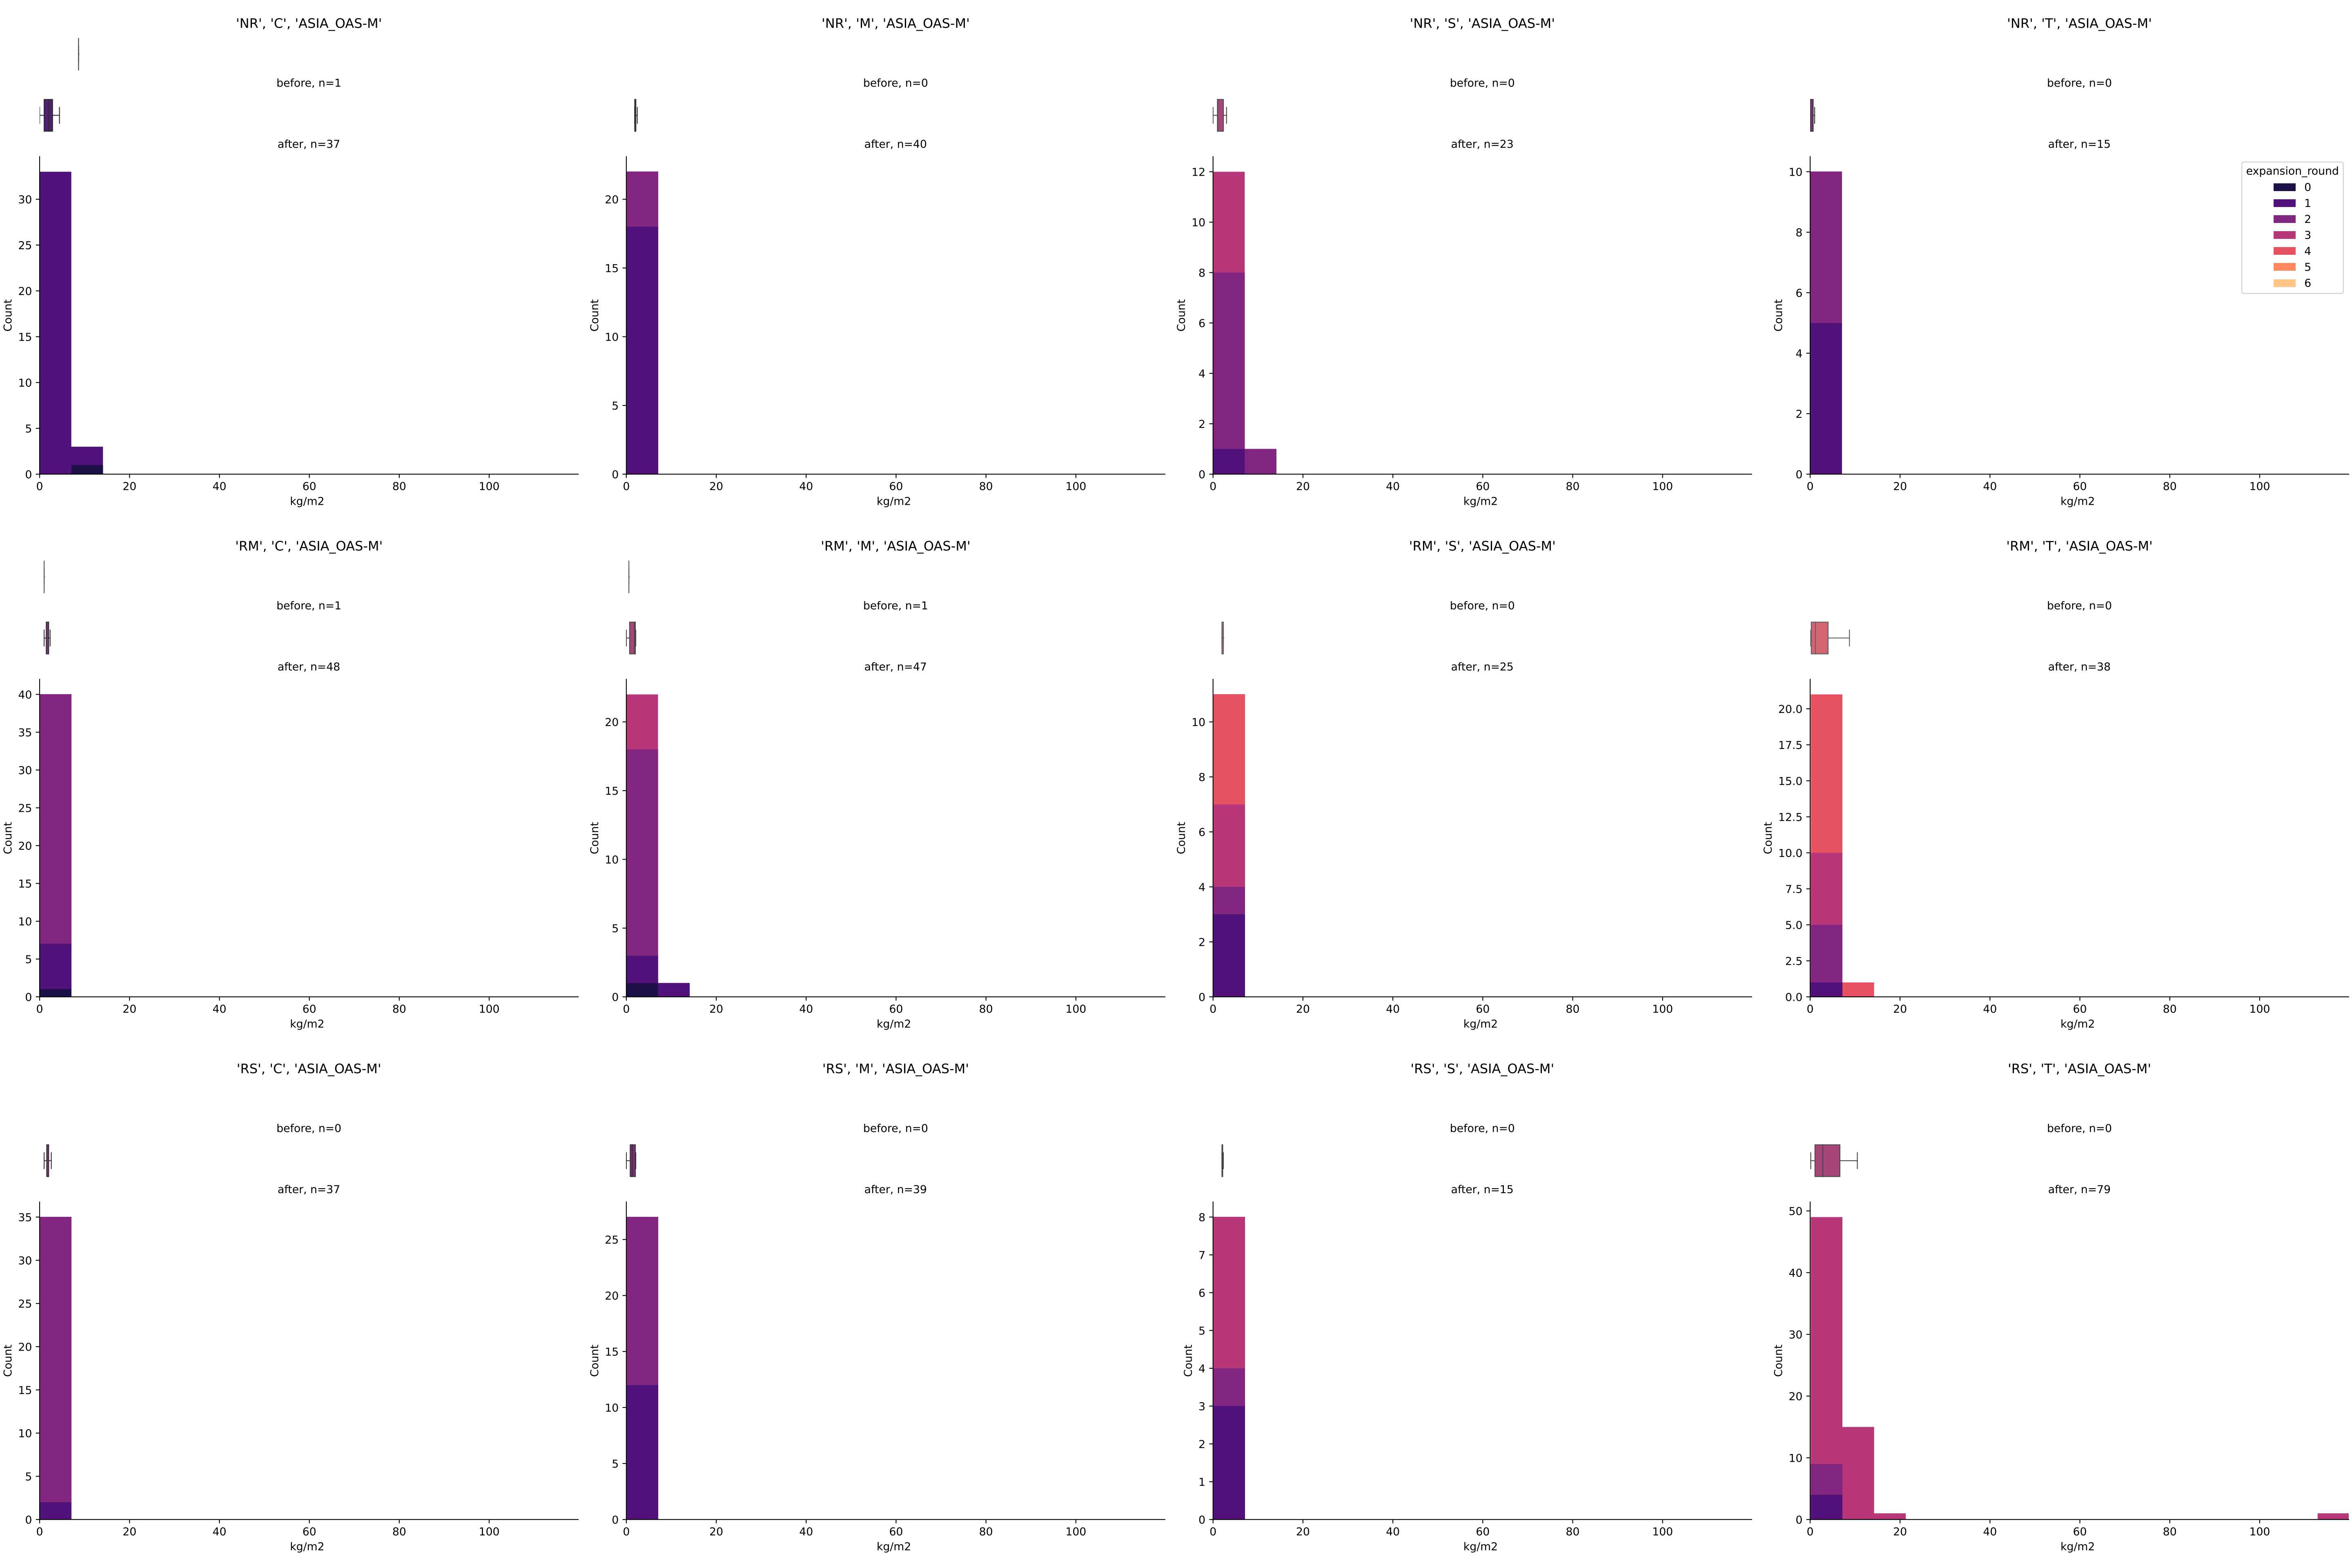 'NR', 'C', 'ASIA_OAS-M'
before, n=1
after, n=37
30
25
20
15
10
5
0
Count
0 20 40 60 80 100
kg/m2
'NR', 'M', 'ASIA_OAS-M'
before, n=0
after, n=40
20
15
10
5
0
Count
0 20 40 60 80 100
kg/m2
'NR', 'S', 'ASIA_OAS-M'
before, n=0
after, n=23
12
10
8
6
4
2
0
Count
0 20 40 60 80 100
kg/m2
'NR', 'T', 'ASIA_OAS-M'
before, n=0
after, n=15
10
8
6
4
2
0
Count
0 20 40 60 80 100
kg/m2
expansion_round
0
1
2
3
4
5
6
'RM', 'C', 'ASIA_OAS-M'
before, n=1
after, n=48
40
35
30
25
20
15
10
5
0
Count
0 20 40 60 80 100
kg/m2
'RM', 'M', 'ASIA_OAS-M'
before, n=1
after, n=47
20
15
10
5
0
Count
0 20 40 60 80 100
kg/m2
'RM', 'S', 'ASIA_OAS-M'
before, n=0
after, n=25
10
8
6
4
2
0
Count
0 20 40 60 80 100
kg/m2
'RM', 'T', 'ASIA_OAS-M'
before, n=0
after, n=38
20.0
17.5
15.0
12.5
10.0
7.5
5.0
2.5
0.0
Count
0 20 40 60 80 100
kg/m2
'RS', 'C', 'ASIA_OAS-M'
before, n=0
after, n=37
35
30
25
20
15
10
5
0
Count
0 20 40 60 80 100
kg/m2
'RS', 'M', 'ASIA_OAS-M'
before, n=0
after, n=39
25
20
15
10
5
0
Count
0 20 40 60 80 100
kg/m2
'RS', 'S', 'ASIA_OAS-M'
before, n=0
after, n=15
8
7
6
5
4
3
2
1
0
Count
0 20 40 60 80 100
kg/m2
'RS', 'T', 'ASIA_OAS-M'
before, n=0
after, n=79
50
40
30
20
10
0
Count
0 20 40 60 80 100
kg/m2